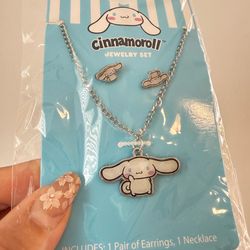 cinnamoroll
JEWELRY SET
INCLUDES: 1 Pair of Earrings, 1 Necklace